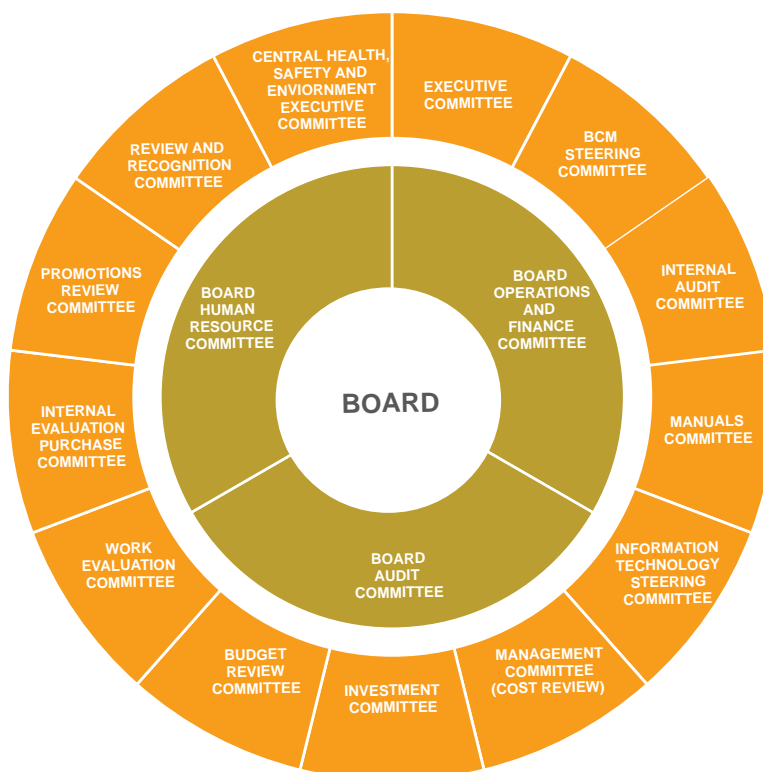 CENTRAL HEALTH,
SAFETY AND
ENVIORNMENT
EXECUTIVE
COMMITTEE
EXECUTIVE
COMMITTEE
BCM
STEERING
COMMITTEE
INTERNAL
AUDIT
COMMITTEE
MANUALS
COMMITTEE
INFORMATION
TECHNOLOGY
STEERING
COMMITTEE
MANAGEMENT
COMMITTEE
(COST REVIEW)
INVESTMENT
COMMITTEE
BUDGET
REVIEW
COMMITTEE
WORK
EVALUATION
COMMITTEE
INTERNAL
EVALUATION
PURCHASE
COMMITTEE
PROMOTIONS
REVIEW
COMMITTEE
REVIEW AND
RECOGNITION
COMMITTEE
BOARD
HUMAN
RESOURCE
COMMITTEE
BOARD
OPERATIONS
AND
FINANCE
COMMITTEE
BOARD
AUDIT
COMMITTEE
BOARD